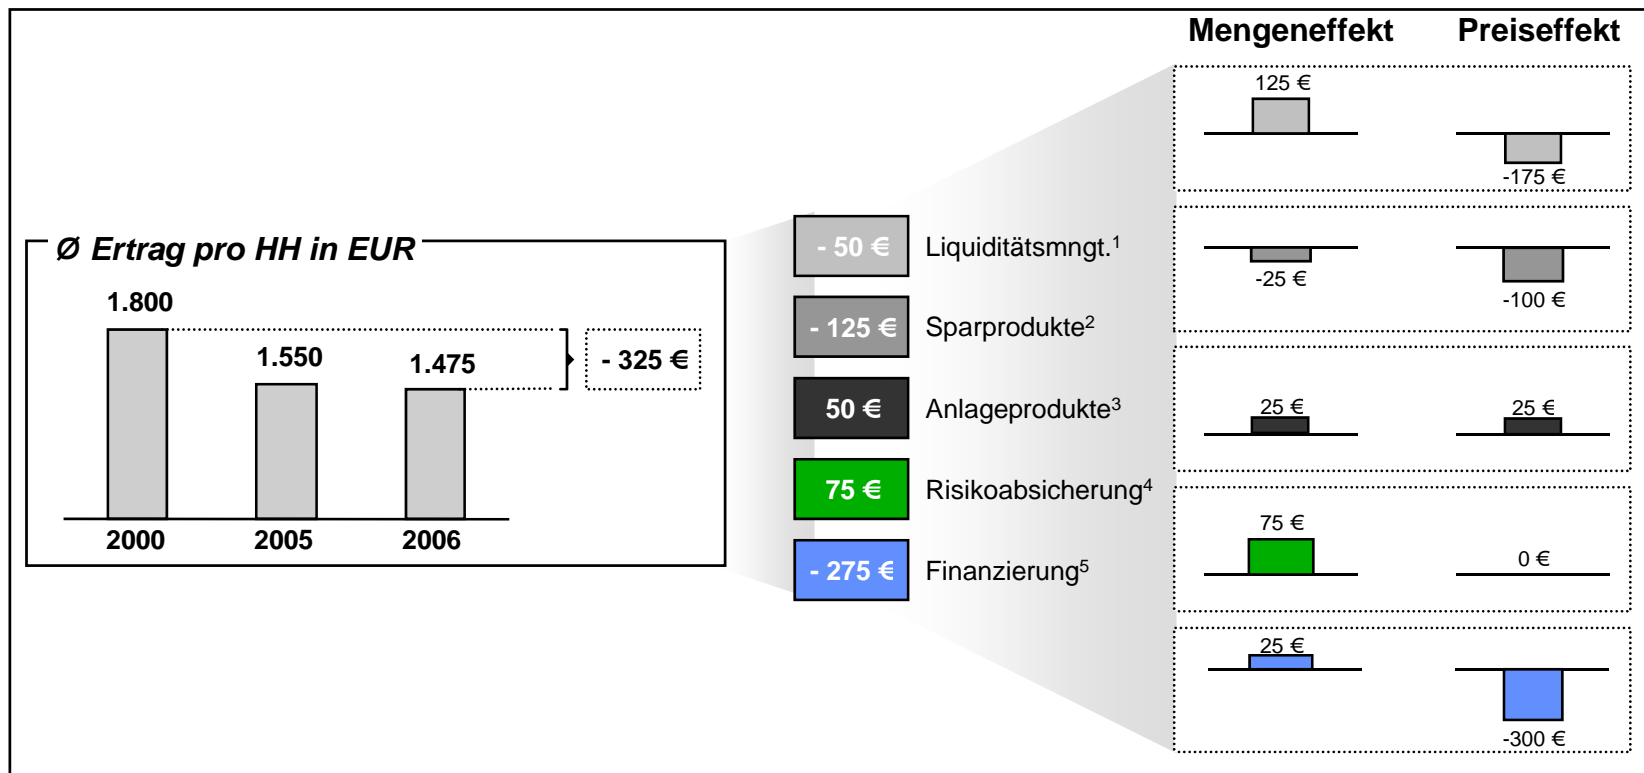 Mengeneffekt Preiseffekt
125 €
-175 €
Ø Ertrag pro HH in EUR
1.800
1.550
1.475
- 325 €
2000 2005 2006
- 50 € Liquiditätsmngt.¹
- 125 € Sparprodukte²
50 € Anlageprodukte³
75 € Risikoabsicherung⁴
- 275 € Finanzierung⁵
-25 €
-100 €
25 € 25 €
75 €
0 €
25 €
-300 €